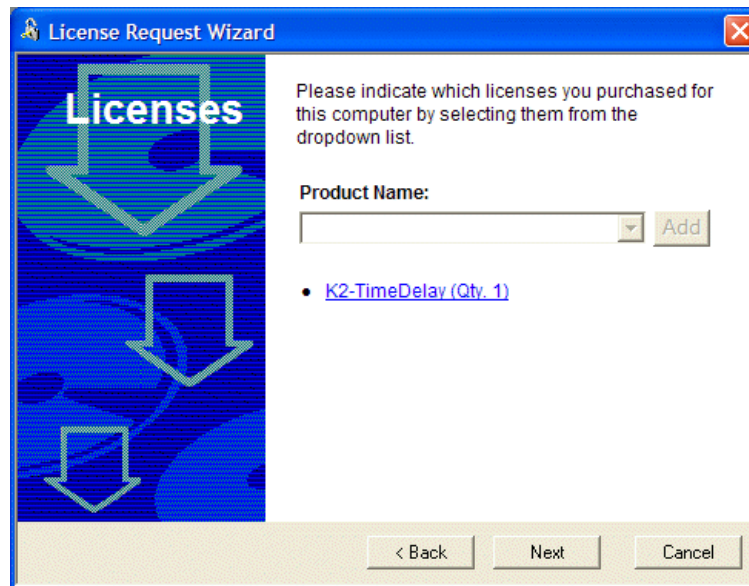 License Request Wizard
Licenses
Please indicate which licenses you purchased for
this computer by selecting them from the
dropdown list.
Product Name:
Add
• K2-TimeDelay (Qty. 1)
< Back
Next
Cancel